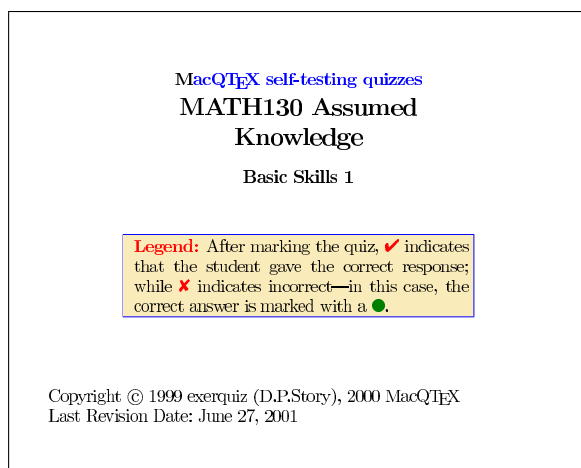 MacQTEX self-testing quizzes
MATH130 Assumed
Knowledge
Basic Skills 1
Legend: After marking the quiz, ✔ indicates
that the student gave the correct response;
while ✘ indicates incorrect—in this case, the
correct answer is marked with a ●.
Copyright © 1999 exerquiz (D.P.Story), 2000 MacQTEX
Last Revision Date: June 27, 2001